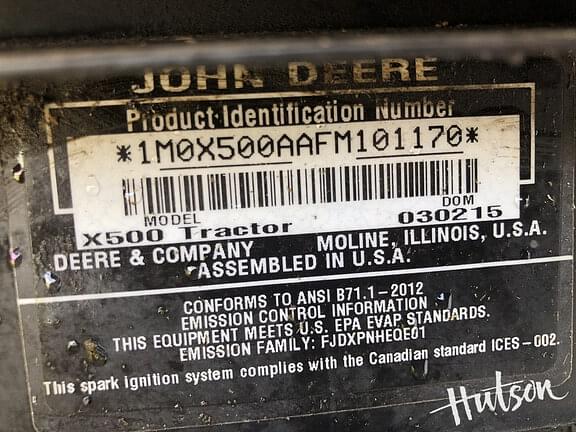 JOHN DEERE
Product Identification Number
*1M0X500AAFM101170*
MODEL DOM
X500 Tractor 030215
DEERE & COMPANY MOLINE, ILLINOIS, U.S.A.
ASSEMBLED IN U.S.A.
CONFORMS TO ANSI B71.1-2012
EMISSION CONTROL INFORMATION
THIS EQUIPMENT MEETS U.S. EPA EVAP STANDARDS.
EMISSION FAMILY: FJDXPNHEQE01
This spark ignition system complies with the Canadian standard ICES-002.
Hutson